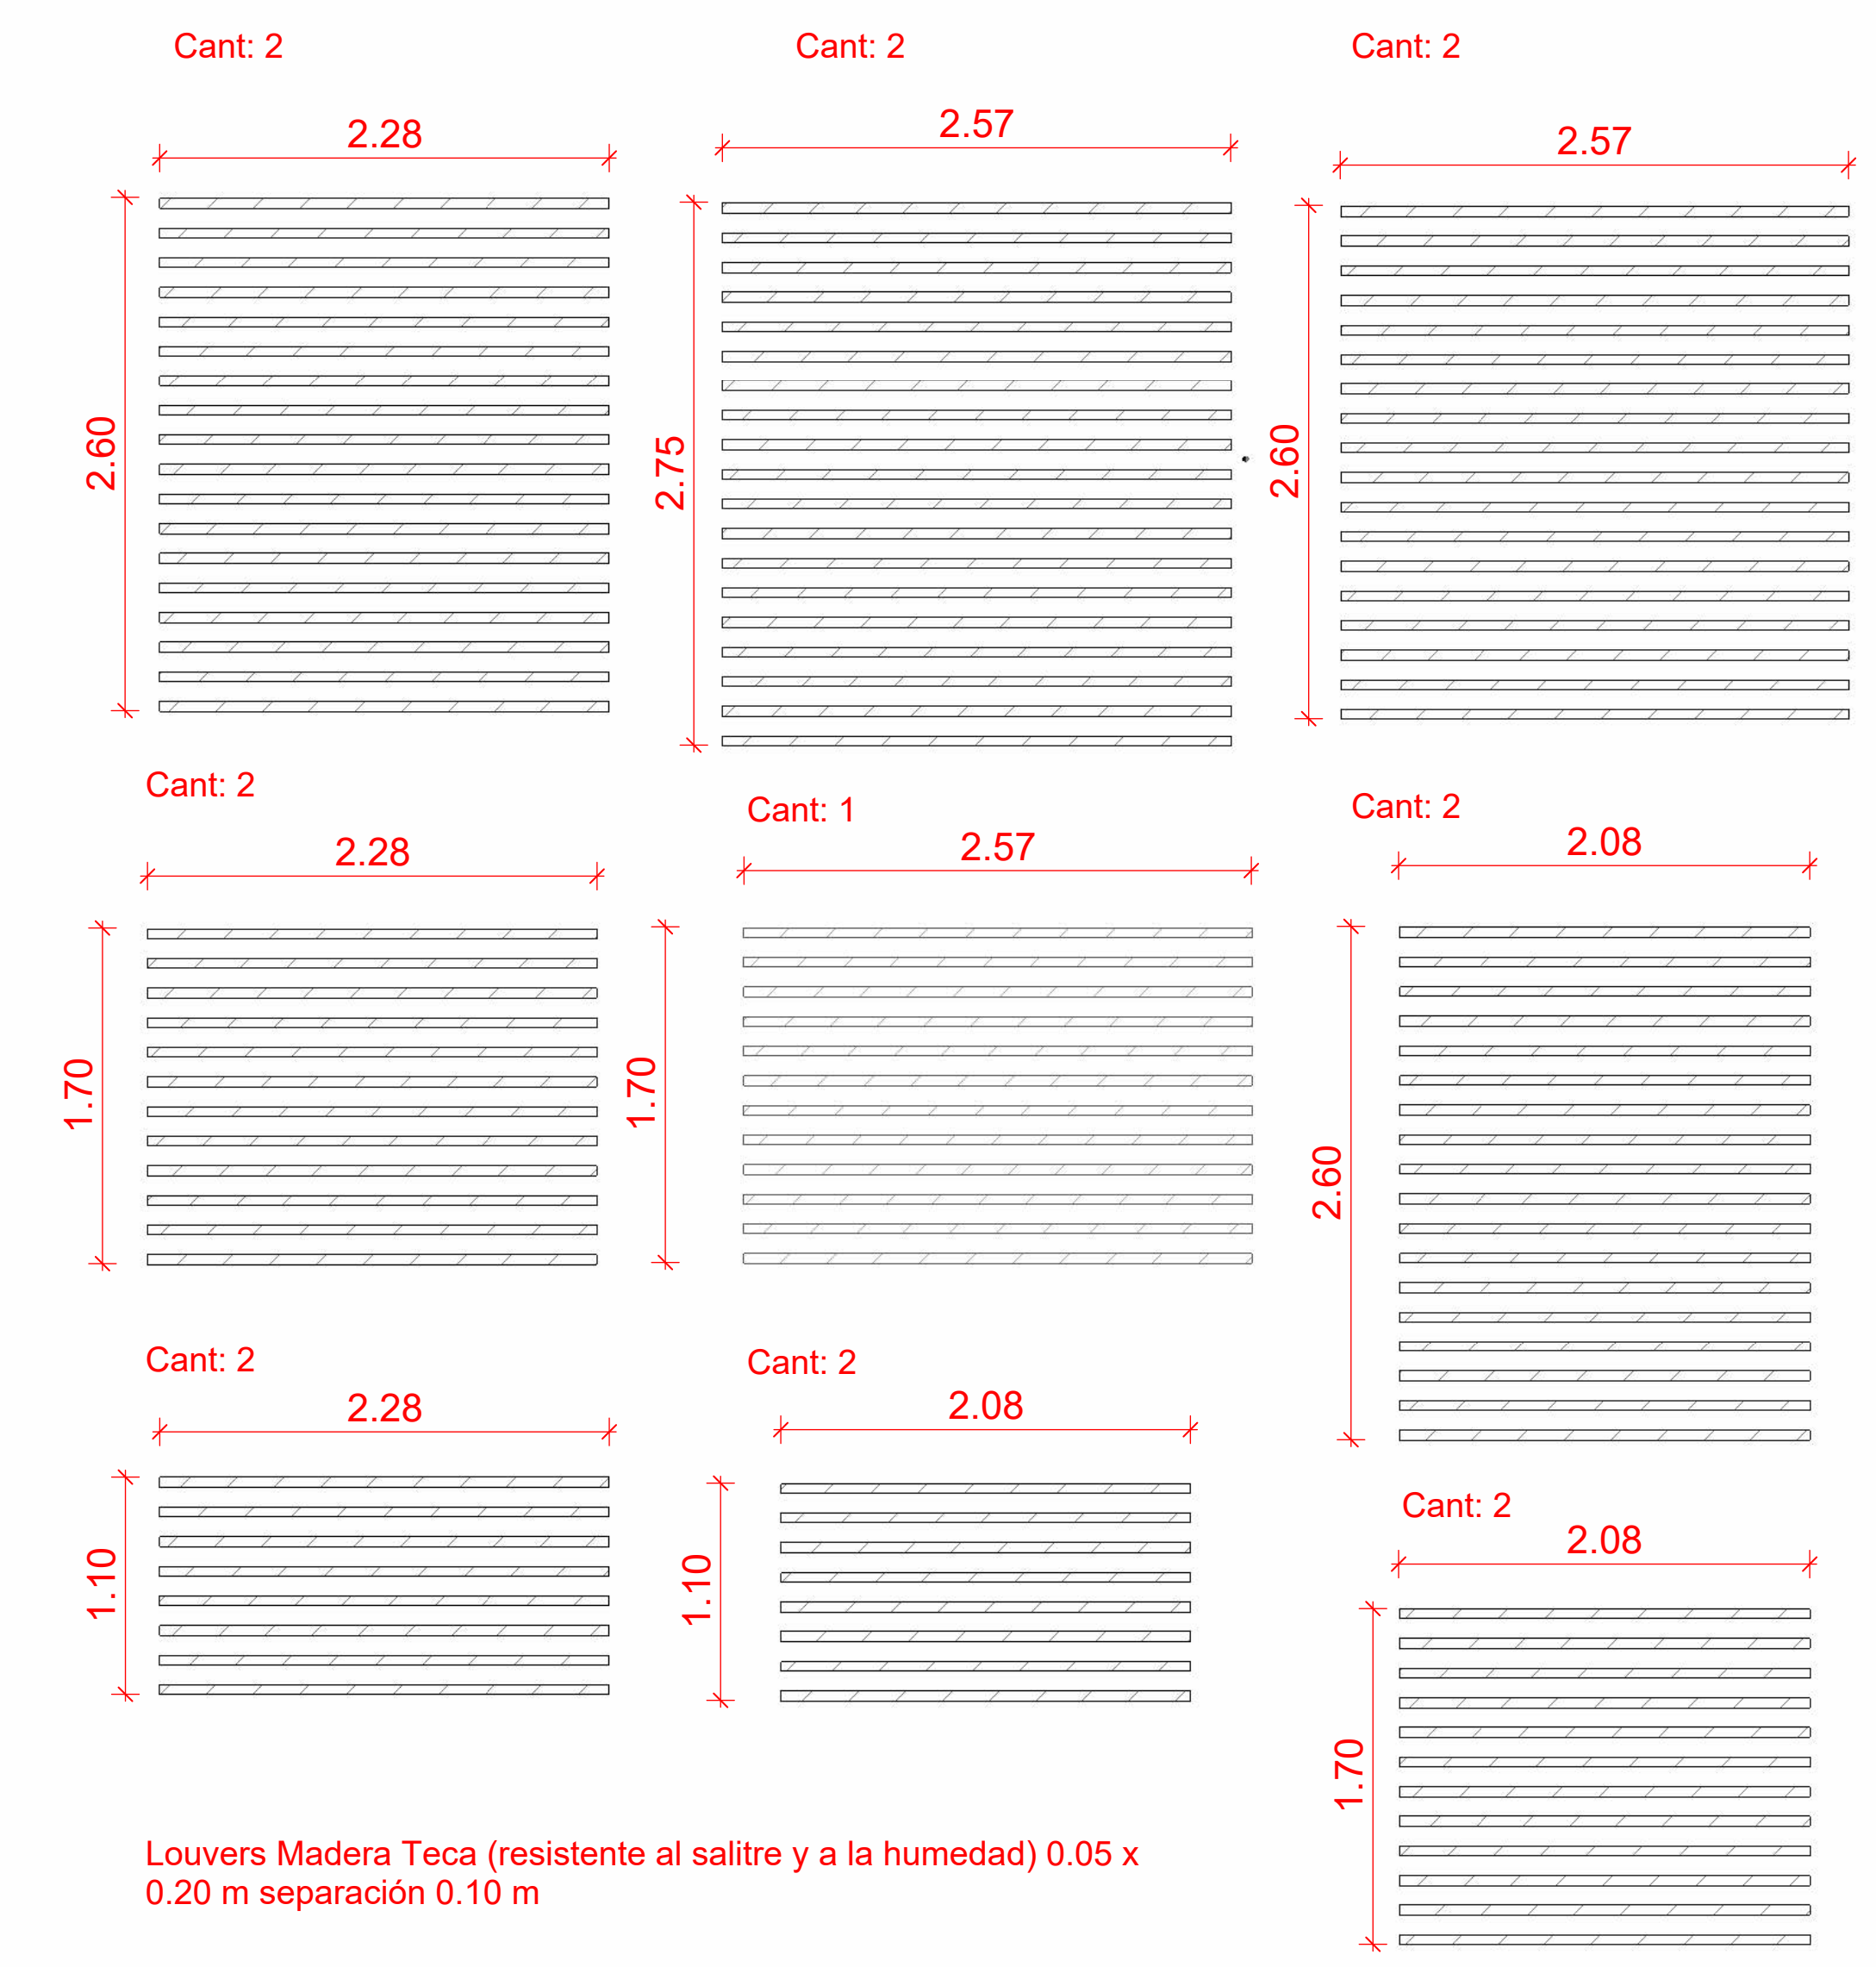 Cant: 2
Cant: 2
Cant: 2
2.28
2.57
2.57
2.60
2.75
2.60
Cant: 2
Cant: 1
Cant: 2
2.28
2.57
2.08
1.70
1.70
2.60
Cant: 2
Cant: 2
2.28
2.08
1.10
1.10
Cant: 2
2.08
1.70
Louvers Madera Teca (resistente al salitre y a la humedad) 0.05 x
0.20 m separación 0.10 m